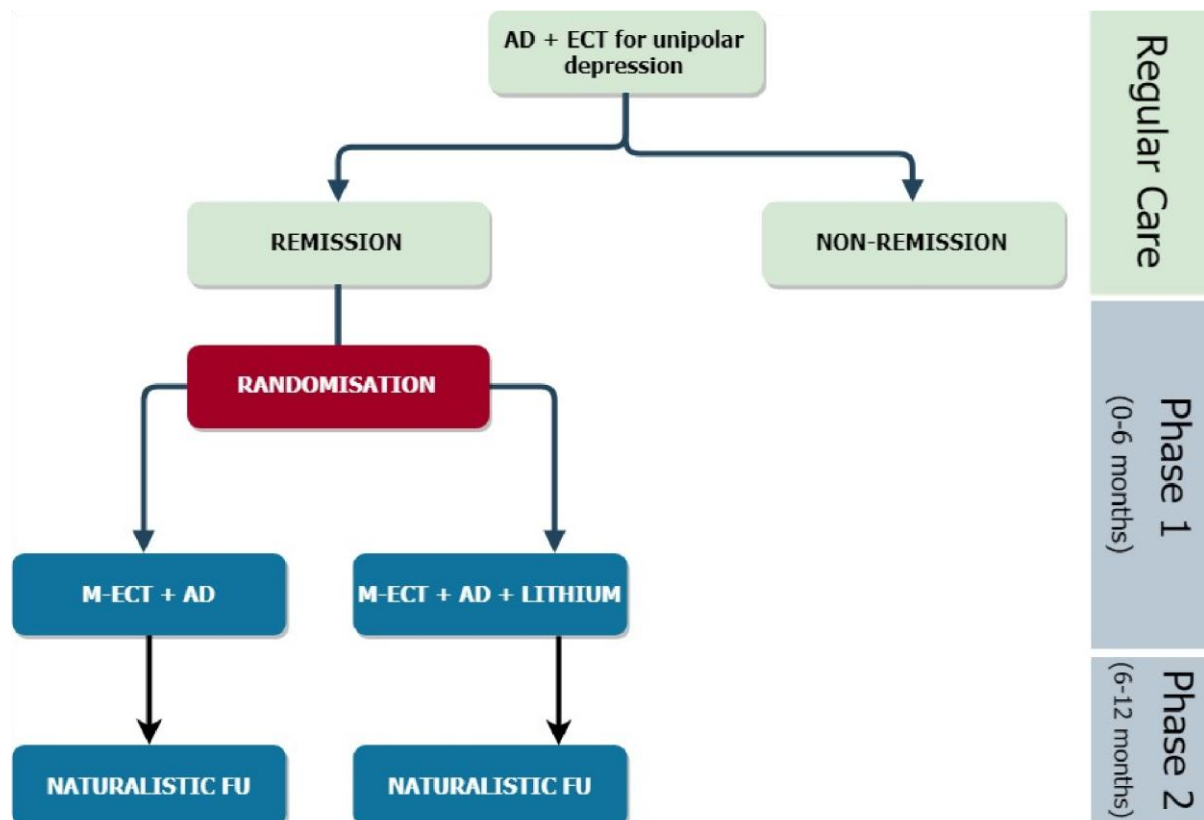 AD + ECT for unipolar
depression
REMISSION
NON-REMISSION
RANDOMISATION
M-ECT + AD
M-ECT + AD + LITHIUM
NATURALISTIC FU
NATURALISTIC FU
Regular Care
Phase 1
(0-6 months)
Phase 2
(6-12 months)